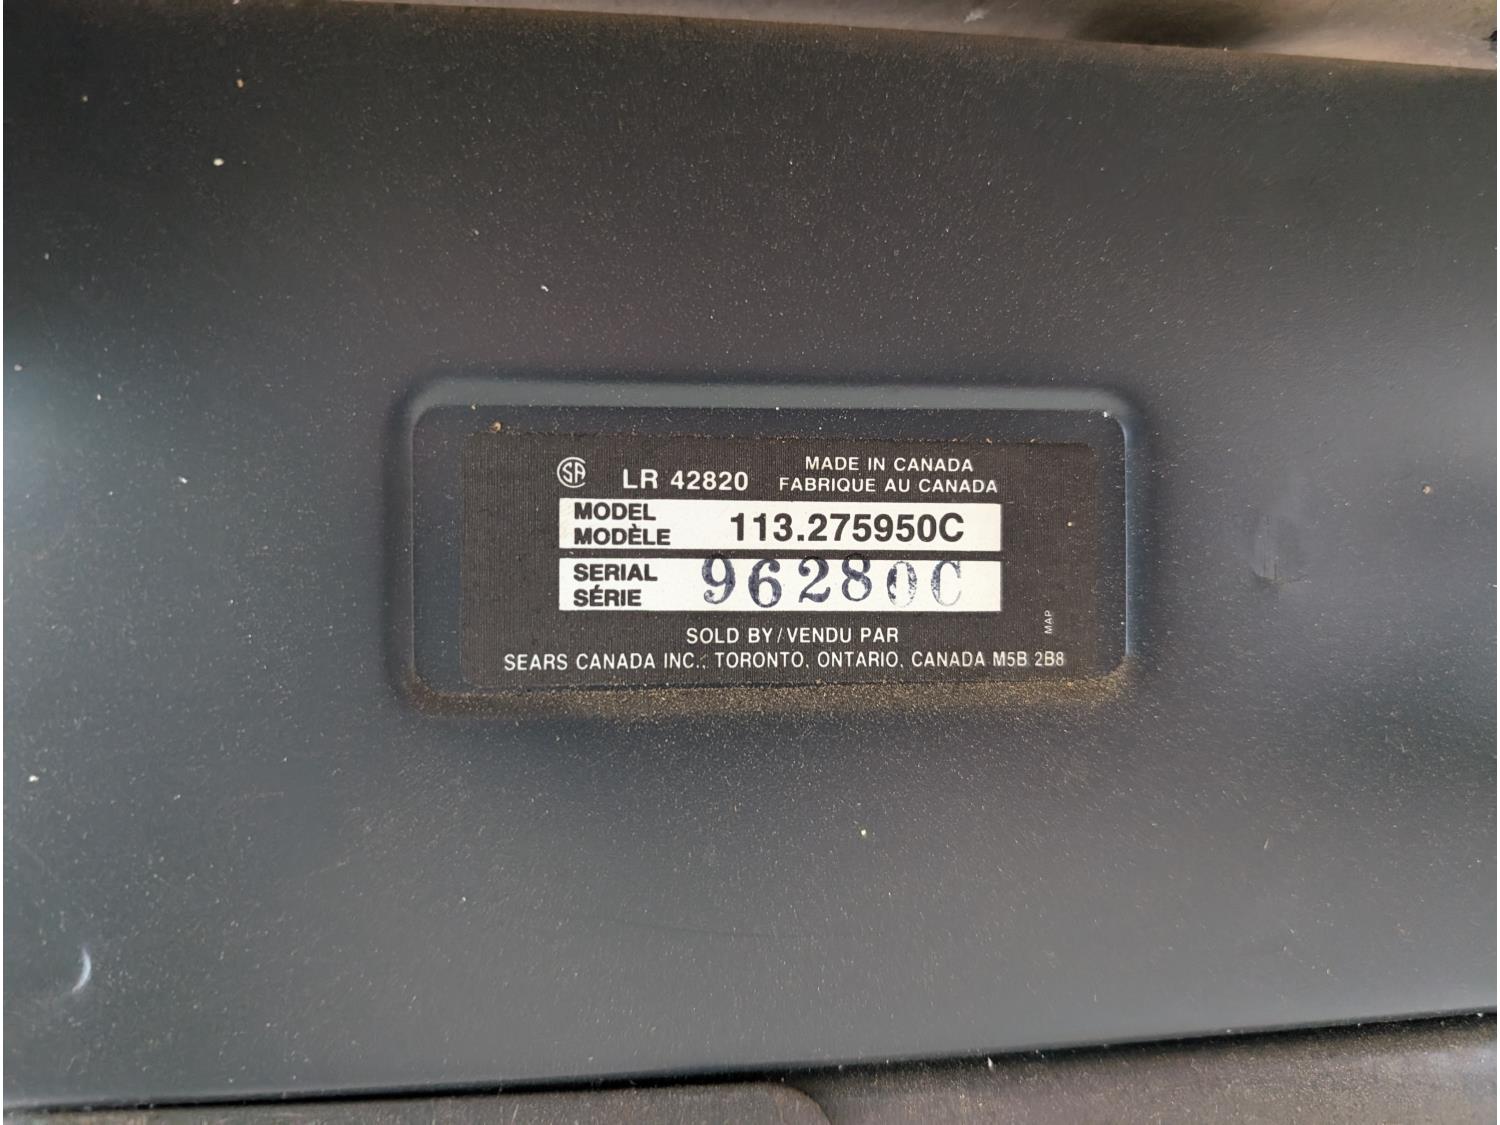 SA LR 42820 MADE IN CANADA
FABRIQUE AU CANADA
MODEL
MODÈLE 113.275950C
SERIAL
SÉRIE 96280C
MAP
SOLD BY/VENDU PAR
SEARS CANADA INC., TORONTO, ONTARIO, CANADA M5B 2B8